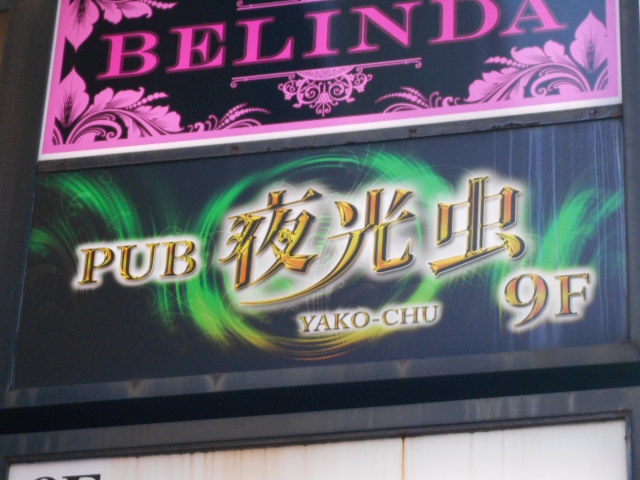 BELINDA
PUB 夜光虫
YAKO-CHU
9F